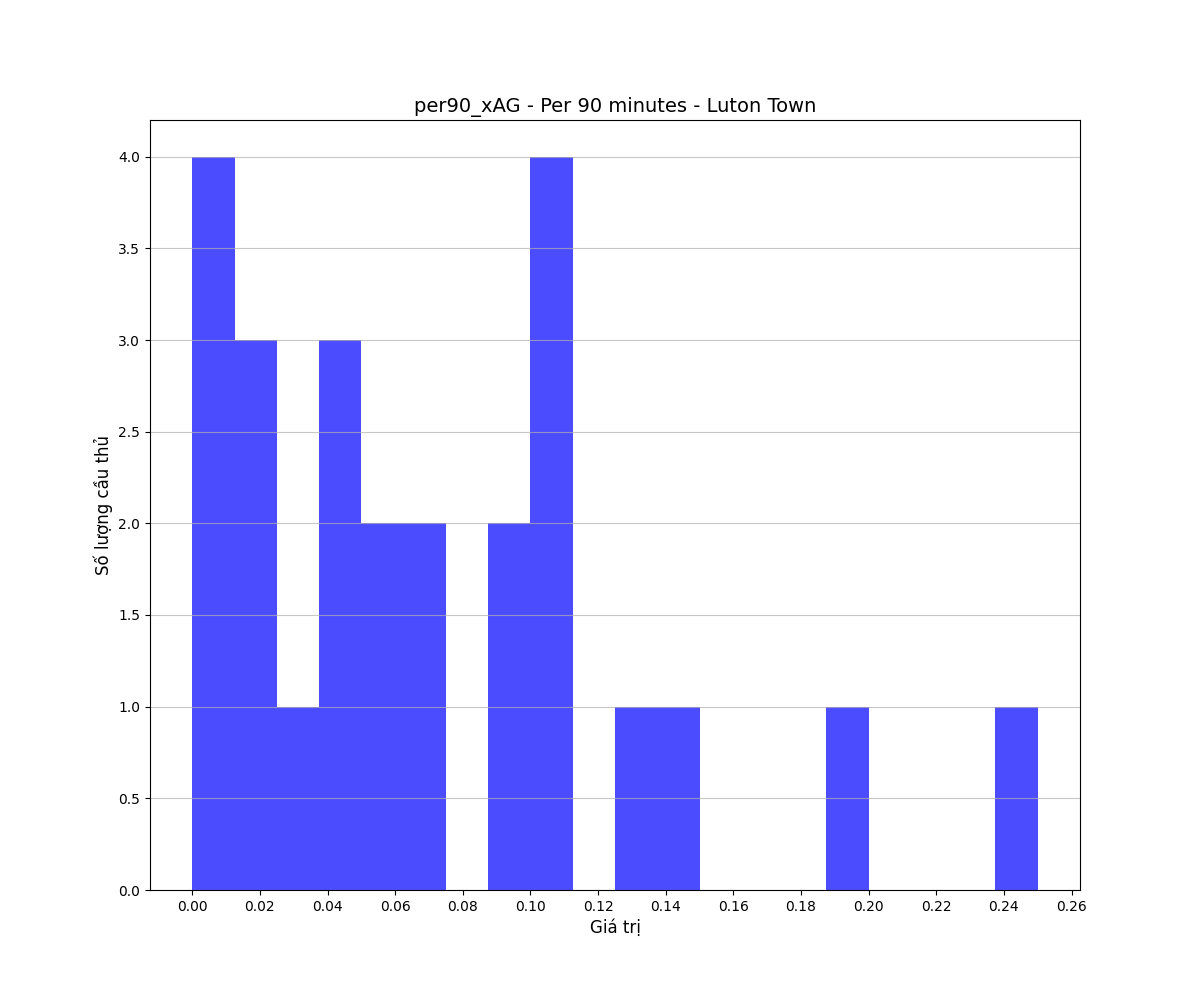 per90_xAG - Per 90 minutes - Luton Town
Số lượng cầu thủ
4.0
3.5
3.0
2.5
2.0
1.5
1.0
0.5
0.0
0.00 0.02 0.04 0.06 0.08 0.10 0.12 0.14 0.16 0.18 0.20 0.22 0.24 0.26
Giá trị